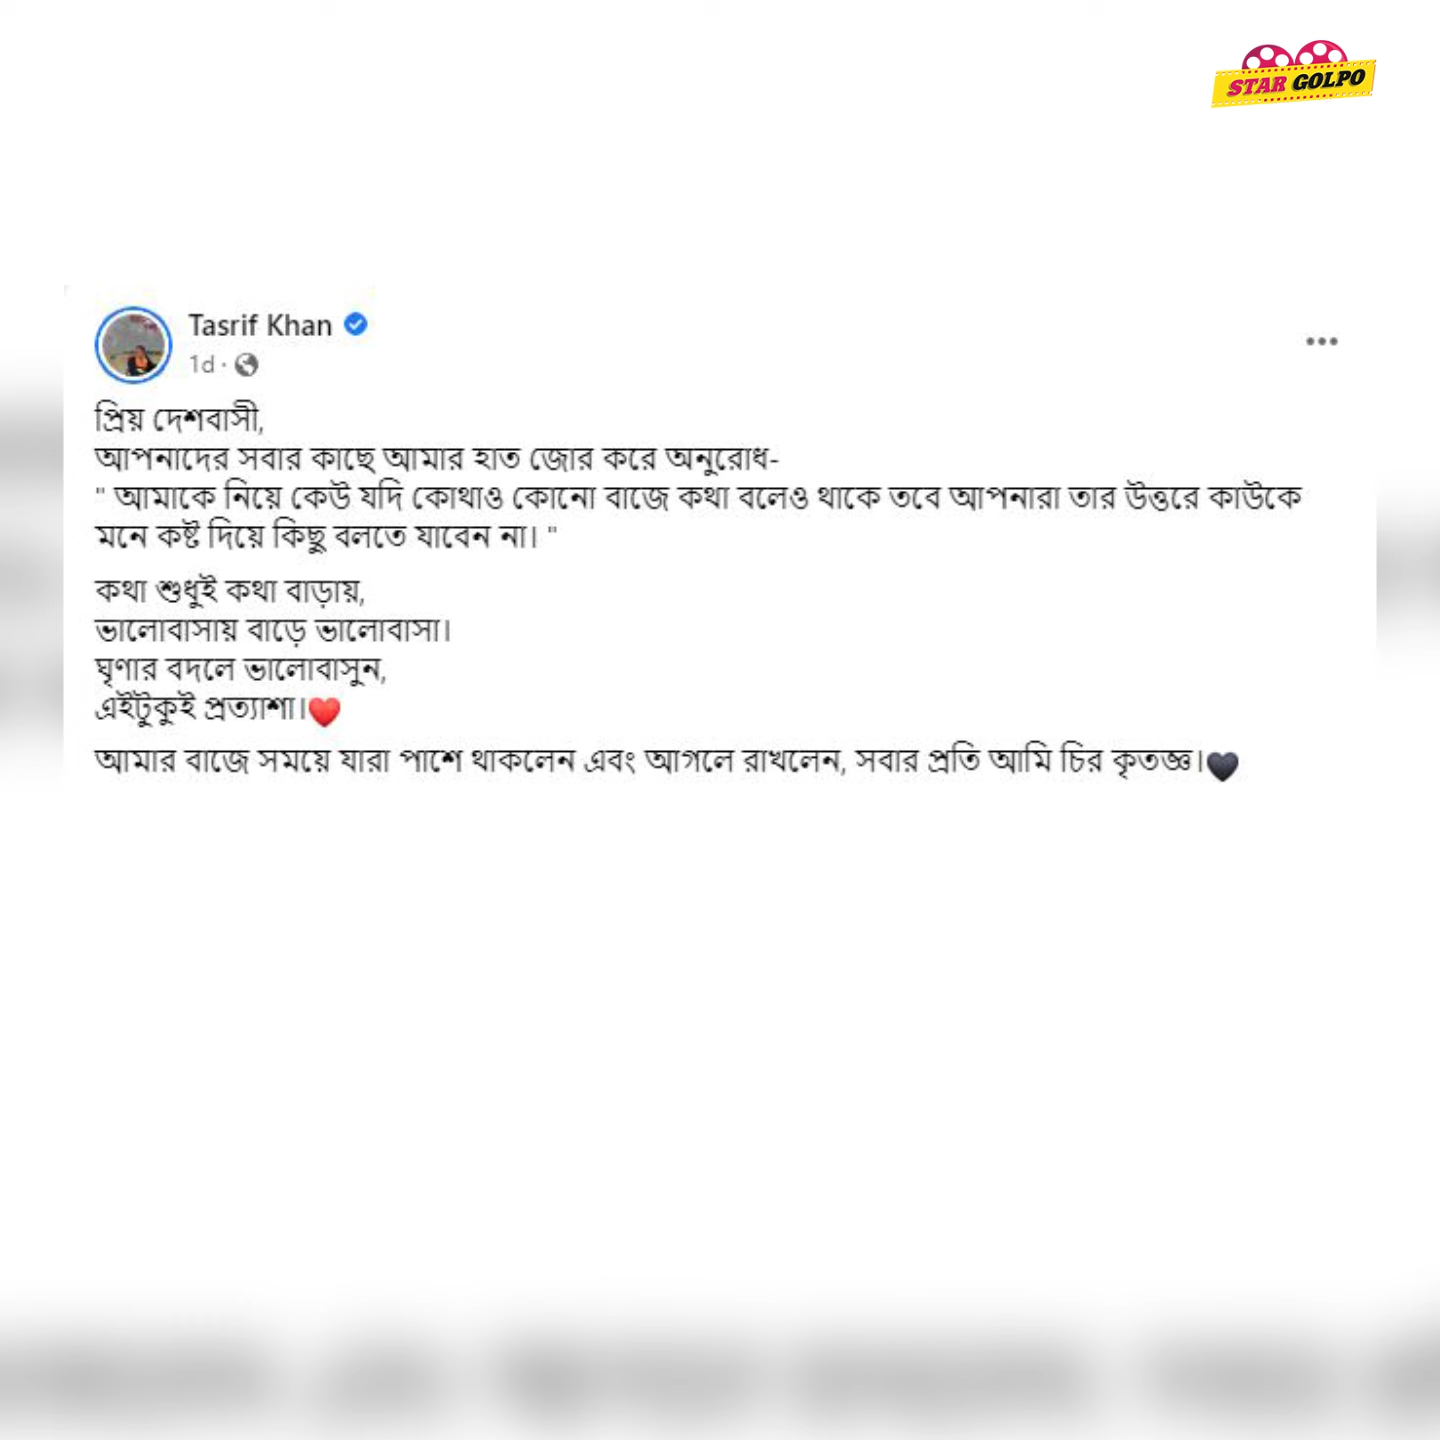 STAR GOLPO
Tasrif Khan
1d ·
প্রিয় দেশবাসী,
আপনাদের সবার কাছে আমার হাত জোর করে অনুরোধ-
" আমাকে নিয়ে কেউ যদি কোথাও কোনো বাজে কথা বলেও থাকে তবে আপনারা তার উত্তরে কাউকে
মনে কষ্ট দিয়ে কিছু বলতে যাবেন না। "
কথা শুধুই কথা বাড়ায়,
ভালোবাসায় বাড়ে ভালোবাসা।
ঘৃণার বদলে ভালোবাসুন,
এইটুকুই প্রত্যাশা।❤️
আমার বাজে সময়ে যারা পাশে থাকলেন এবং আগলে রাখলেন, সবার প্রতি আমি চির কৃতজ্ঞ।🖤